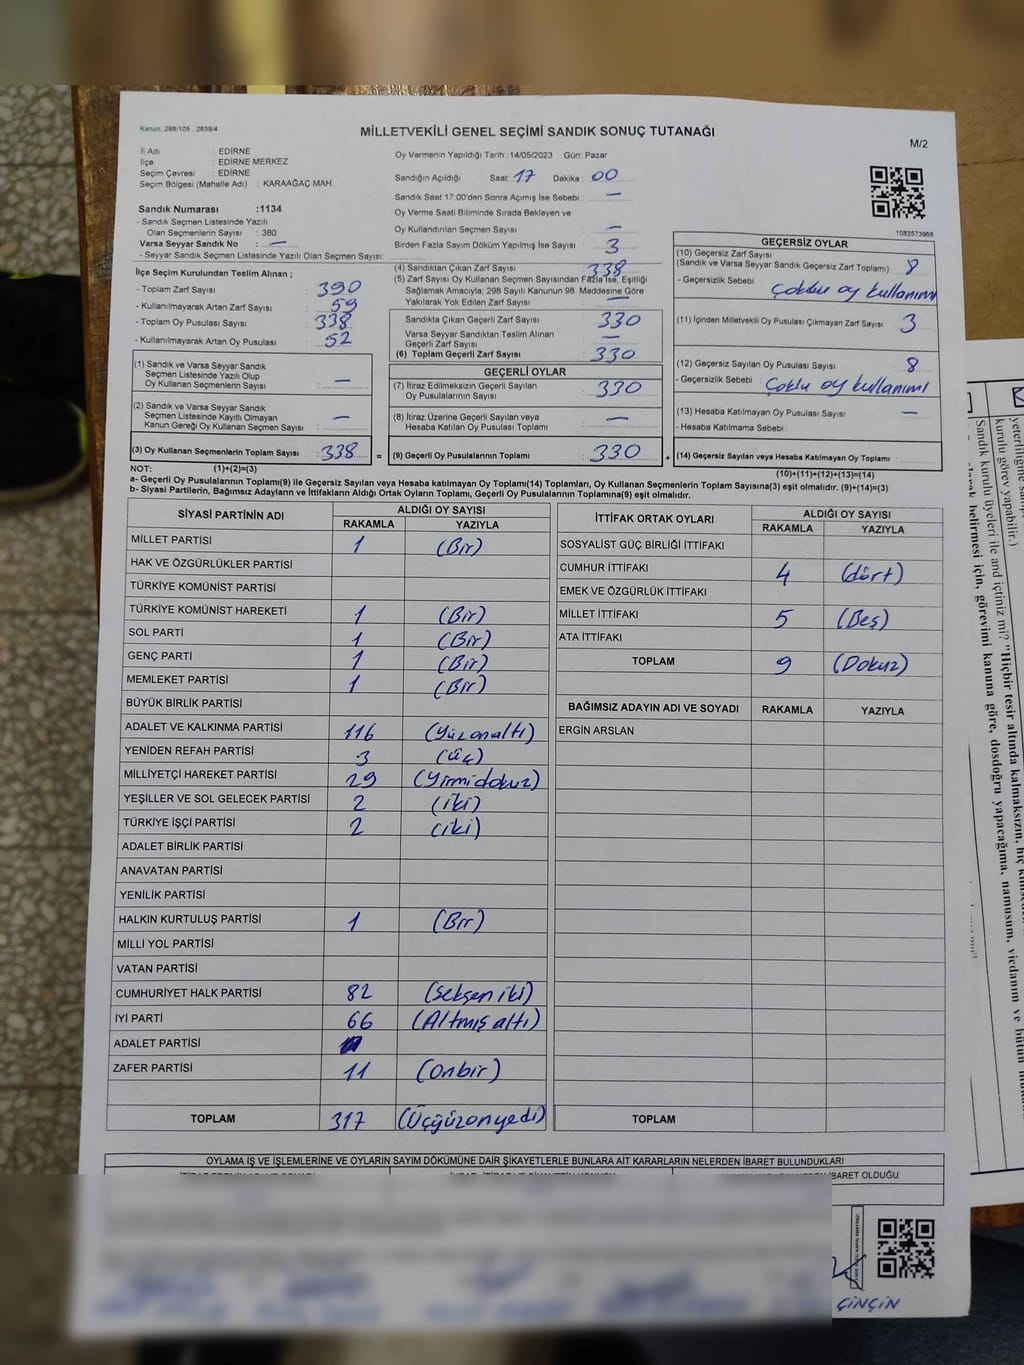 Kanun; 298/105 , 2839/4
MİLLETVEKİLİ GENEL SEÇİMİ SANDIK SONUÇ TUTANAĞI
M/2
İl Adı : EDİRNE
İlçe : EDİRNE MERKEZ
Seçim Çevresi : EDİRNE
Seçim Bölgesi (Mahalle Adı) : KARAAĞAÇ MAH.
Oy Vermenin Yapıldığı Tarih : 14/05/2023 Gün: Pazar
Sandığın Açıldığı Saat: 17 Dakika : 00
Sandık Saat 17:00'den Sonra Açımış İse Sebebi : —
Oy Verme Saati Bitiminde Sırada Bekleyen ve
Oy Kullandırılan Seçmen Sayısı : —
Birden Fazla Sayım Döküm Yapılmış İse Sayısı : 3
Sandık Numarası :1134
- Sandık Seçmen Listesinde Yazılı
Olan Seçmenlerin Sayısı : 380
Varsa Seyyar Sandık No : —
- Seyyar Sandık Seçmen Listesinde Yazılı Olan Seçmen Sayısı:
1083573968
İlçe Seçim Kurulundan Teslim Alınan ;
- Toplam Zarf Sayısı : 390
- Kullanılmayarak Artan Zarf Sayısı : 59
- Toplam Oy Pusulası Sayısı : 338
- Kullanılmayarak Artan Oy Pusulası : 52
(4) Sandıktan Çıkan Zarf Sayısı : 338
(5) Zarf Sayısı Oy Kullanan Seçmen Sayısından Fazla İse, Eşitliği
Sağlamak Amacıyla, 298 Sayılı Kanunun 98. Maddesine Göre
Yakılarak Yok Edilen Zarf Sayısı : —
Sandıkta Çıkan Geçerli Zarf Sayısı : 330
Varsa Seyyar Sandıktan Teslim Alınan
Geçerli Zarf Sayısı : —
(6) Toplam Geçerli Zarf Sayısı : 330
GEÇERSİZ OYLAR
(10) Geçersiz Zarf Sayısı
(Sandık ve Varsa Seyyar Sandık Geçersiz Zarf Toplamı) : 8
- Geçersizlik Sebebi : Çoklu oy kullanımı
(11) İçinden Milletvekili Oy Pusulası Çıkmayan Zarf Sayısı : 3
(12) Geçersiz Sayılan Oy Pusulası Sayısı : 8
- Geçersizlik Sebebi : Çoklu oy kullanımı
(13) Hesaba Katılmayan Oy Pusulası Sayısı : —
- Hesaba Katılmama Sebebi :
(1) Sandık ve Varsa Seyyar Sandık
Seçmen Listesinde Yazılı Olup
Oy Kullanan Seçmenlerin Sayısı : —
(2) Sandık ve Varsa Seyyar Sandık
Seçmen Listesinde Kayıtlı Olmayan
Kanun Gereği Oy Kullanan Seçmen Sayısı : —
GEÇERLİ OYLAR
(7) İtiraz Edilmeksizin Geçerli Sayılan
Oy Pusulalarının Sayısı : 330
(8) İtiraz Üzerine Geçerli Sayılan veya
Hesaba Katılan Oy Pusulası Toplamı : —
(3) Oy Kullanan Seçmenlerin Toplam Sayısı : 338 = (9) Geçerli Oy Pusulalarının Toplamı : 330 + (14) Geçersiz Sayılan veya Hesaba Katılmayan Oy Toplamı :
NOT: (1)+(2)=(3) (10)+(11)+(12)+(13)=(14)
a- Geçerli Oy Pusulalarının Toplamı(9) ile Geçersiz Sayılan veya Hesaba Katılmayan Oy Toplamı(14) Toplamları, Oy Kullanan Seçmenlerin Toplam Sayısına(3) eşit olmalıdır. (9)+(14)=(3)
b- Siyasi Partilerin, Bağımsız Adayların ve İttifakların Aldığı Ortak Oyların Toplamı, Geçerli Oy Pusulalarının Toplamına(9) eşit olmalıdır.
SİYASİ PARTİNİN ADI ALDIĞI OY SAYISI
RAKAMLA YAZIYLA
MİLLET PARTİSİ 1 (Bir)
HAK VE ÖZGÜRLÜKLER PARTİSİ
TÜRKİYE KOMÜNİST PARTİSİ
TÜRKİYE KOMÜNİST HAREKETİ 1 (Bir)
SOL PARTİ 1 (Bir)
GENÇ PARTİ 1 (Bir)
MEMLEKET PARTİSİ 1 (Bir)
BÜYÜK BİRLİK PARTİSİ
ADALET VE KALKINMA PARTİSİ 116 (Yüzonaltı)
YENİDEN REFAH PARTİSİ 3 (üç)
MİLLİYETÇİ HAREKET PARTİSİ 29 (Yirmidokuz)
YEŞİLLER VE SOL GELECEK PARTİSİ 2 (iki)
TÜRKİYE İŞÇİ PARTİSİ 2 (iki)
ADALET BİRLİK PARTİSİ
ANAVATAN PARTİSİ
YENİLİK PARTİSİ
HALKIN KURTULUŞ PARTİSİ 1 (Bir)
MİLLİ YOL PARTİSİ
VATAN PARTİSİ
CUMHURİYET HALK PARTİSİ 82 (Seksen iki)
İYİ PARTİ 66 (Altmış altı)
ADALET PARTİSİ
ZAFER PARTİSİ 11 (Onbir)
TOPLAM 317 (Üçğüzonyedi)
İTTİFAK ORTAK OYLARI ALDIĞI OY SAYISI
RAKAMLA YAZIYLA
SOSYALİST GÜÇ BİRLİĞİ İTTİFAKI
CUMHUR İTTİFAKI 4 (dört)
EMEK VE ÖZGÜRLÜK İTTİFAKI
MİLLET İTTİFAKI 5 (Beş)
ATA İTTİFAKI
TOPLAM 9 (Dokuz)
BAĞIMSIZ ADAYIN ADI VE SOYADI RAKAMLA YAZIYLA
ERGİN ARSLAN
TOPLAM
OYLAMA İŞ VE İŞLEMLERİNE VE OYLARIN SAYIM DÖKÜMÜNE DAİR ŞİKAYETLERLE BUNLARA AİT KARARLARIN NELERDEN İBARET BULUNDUKLARI
İBARET OLDUĞU
ÇİNÇİN
kurulu görev yapabilir.)
Sandık kurulu üyeleri ile and içtiniz mi? "Hiçbir tesir altında kalmaksızın, hiç
belirmesi için, görevimi kanuna göre, dosdoğru yapacağıma, namusum, vicdanım ve bütün